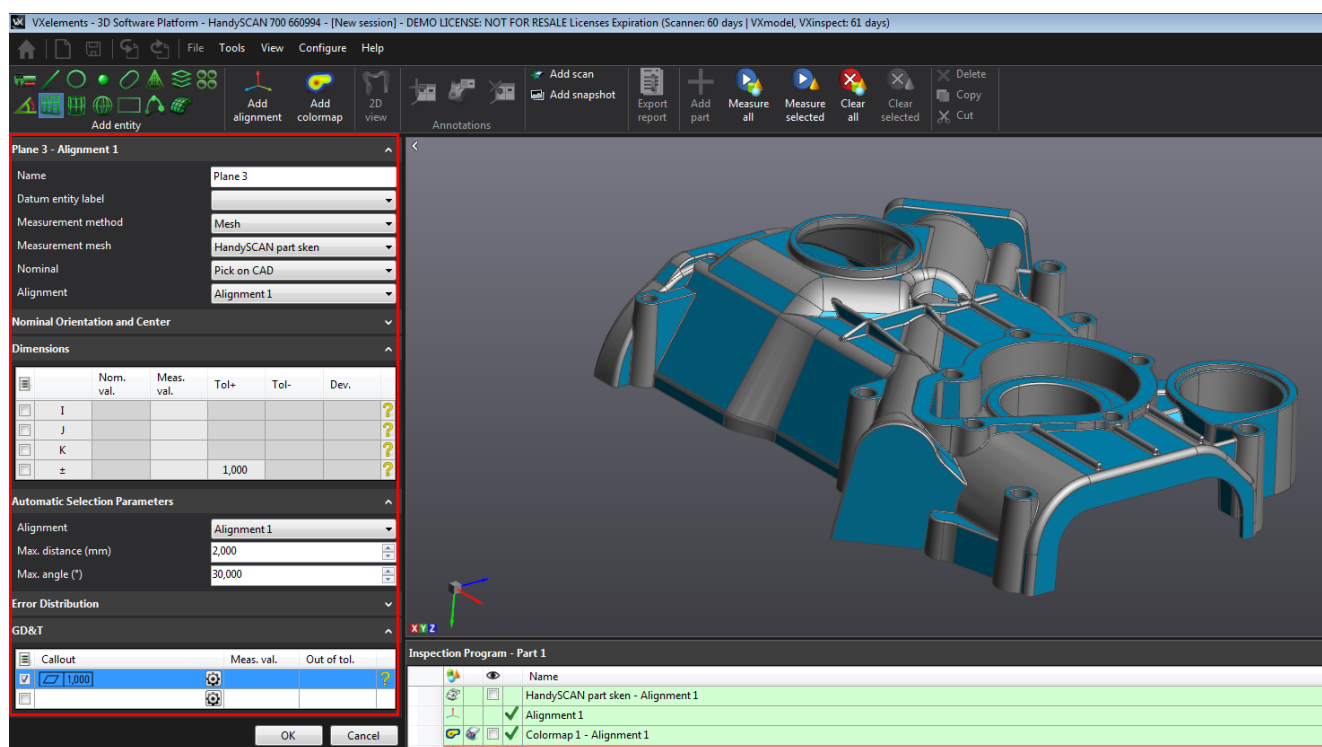 VXelements - 3D Software Platform - HandySCAN 700 660994 - [New session] - DEMO LICENSE: NOT FOR RESALE Licenses Expiration (Scanner: 60 days | VXmodel, VXinspect: 61 days)
File Tools View Configure Help
Add entity
Add alignment
Add colormap
2D view
Annotations
Add scan
Add snapshot
Export report
Add part
Measure all
Measure selected
Clear all
Clear selected
Delete
Copy
Cut
Plane 3 - Alignment 1
Name Plane 3
Datum entity label
Measurement method Mesh
Measurement mesh HandySCAN part sken
Nominal Pick on CAD
Alignment Alignment 1
Nominal Orientation and Center
Dimensions
Nom. val. Meas. val. Tol+ Tol- Dev.
I ?
J ?
K ?
± 1,000 ?
Automatic Selection Parameters
Alignment Alignment 1
Max. distance (mm) 2,000
Max. angle (°) 30,000
Error Distribution
GD&T
Callout Meas. val. Out of tol.
1,000 ?
OK Cancel
X Y Z
Inspection Program - Part 1
Name
HandySCAN part sken - Alignment 1
Alignment 1
Colormap 1 - Alignment 1